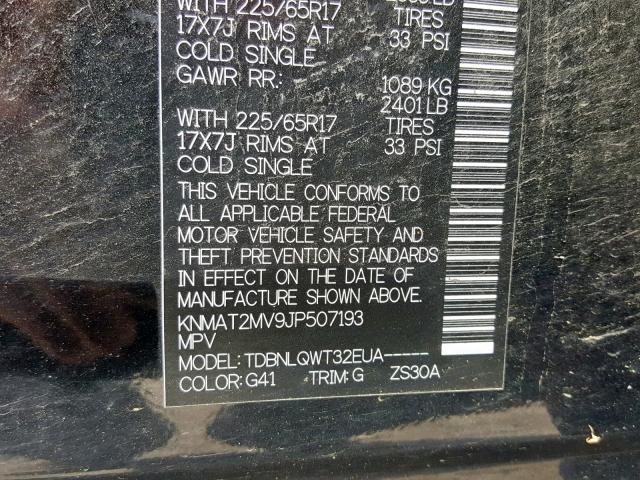 WITH 225/65R17 TIRES
17X7J RIMS AT 33 PSI
COLD SINGLE
GAWR RR.: 1089 KG
2401 LB
WITH 225/65R17 TIRES
17X7J RIMS AT 33 PSI
COLD SINGLE
THIS VEHICLE CONFORMS TO
ALL APPLICABLE FEDERAL
MOTOR VEHICLE SAFETY AND
THEFT PREVENTION STANDARDS
IN EFFECT ON THE DATE OF
MANUFACTURE SHOWN ABOVE.
KNMAT2MV9JP507193
MPV
MODEL: TDBNLQWT32EUA-----
COLOR: G41 TRIM: G ZS30A